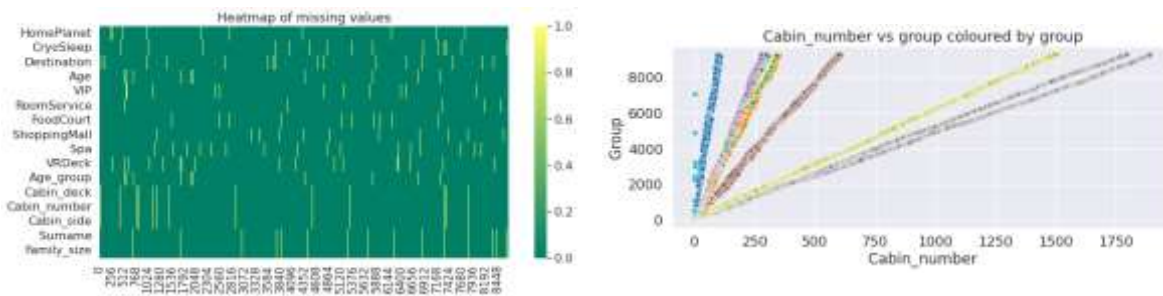 Heatmap of missing values
HomePlanet
CryoSleep
Destination
Age
VIP
RoomService
FoodCourt
ShoppingMall
Spa
VRDeck
Age_group
Cabin_deck
Cabin_number
Cabin_side
Surname
Family_size
0 256 512 768 1024 1280 1536 1792 2048 2304 2560 2816 3072 3328 3584 3840 4096 4352 4608 4864 5120 5376 5632 5888 6144 6400 6656 6912 7168 7424 7680 7936 8192 8448
1.0
0.8
0.6
0.4
0.2
0.0
Cabin_number vs group coloured by group
Group
8000
6000
4000
2000
0
0 250 500 750 1000 1250 1500 1750
Cabin_number